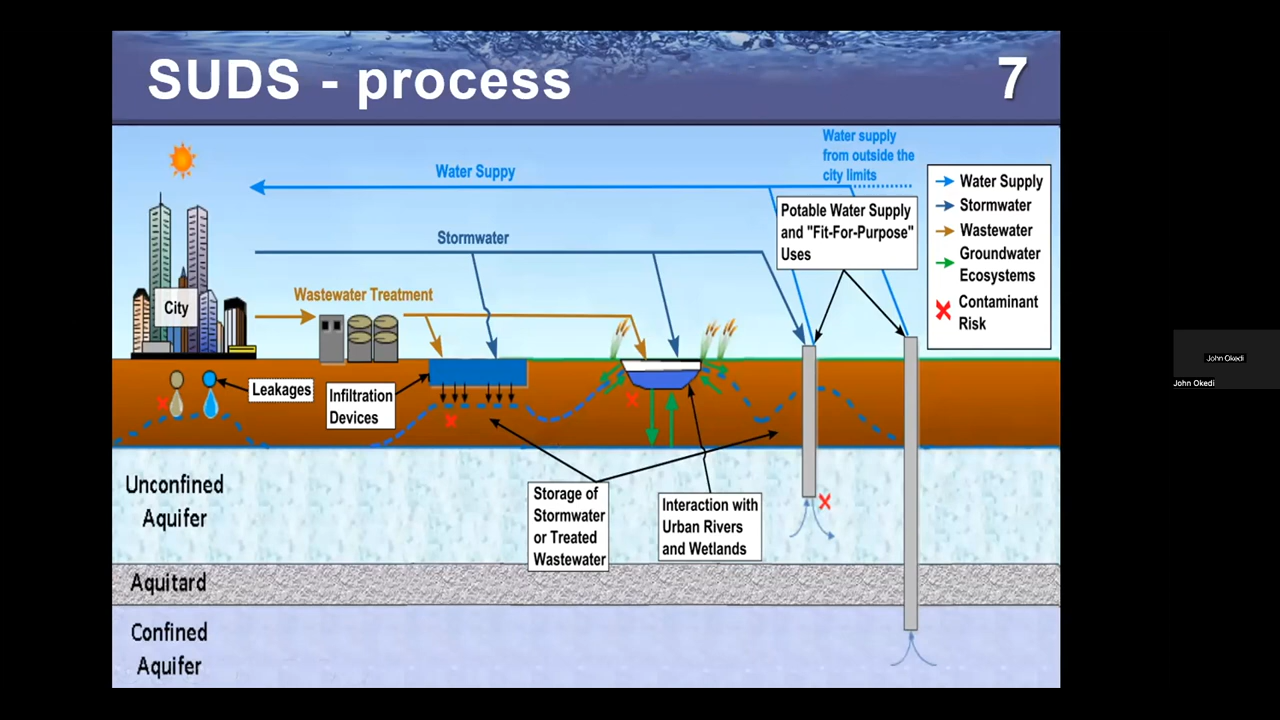 SUDS - process
7
Water supply
from outside the
city limits
Water Suppy
Water Supply
Stormwater
Wastewater
Groundwater
Ecosystems
Contaminant
Risk
Potable Water Supply
and "Fit-For-Purpose"
Uses
Stormwater
Wastewater Treatment
City
Leakages
Infiltration
Devices
Storage of
Stormwater
or Treated
Wastewater
Interaction with
Urban Rivers
and Wetlands
Unconfined
Aquifer
Aquitard
Confined
Aquifer
John Okedi
John Okedi